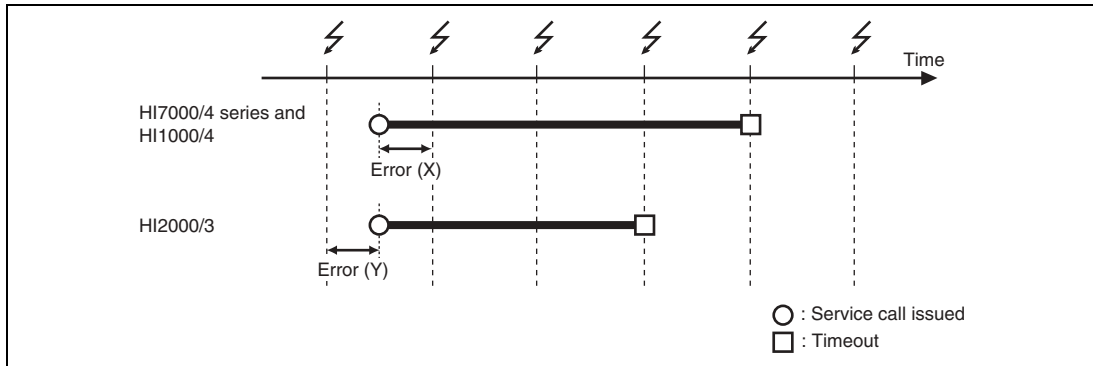 Time
HI7000/4 series and
HI1000/4
Error (X)
HI2000/3
Error (Y)
: Service call issued
: Timeout